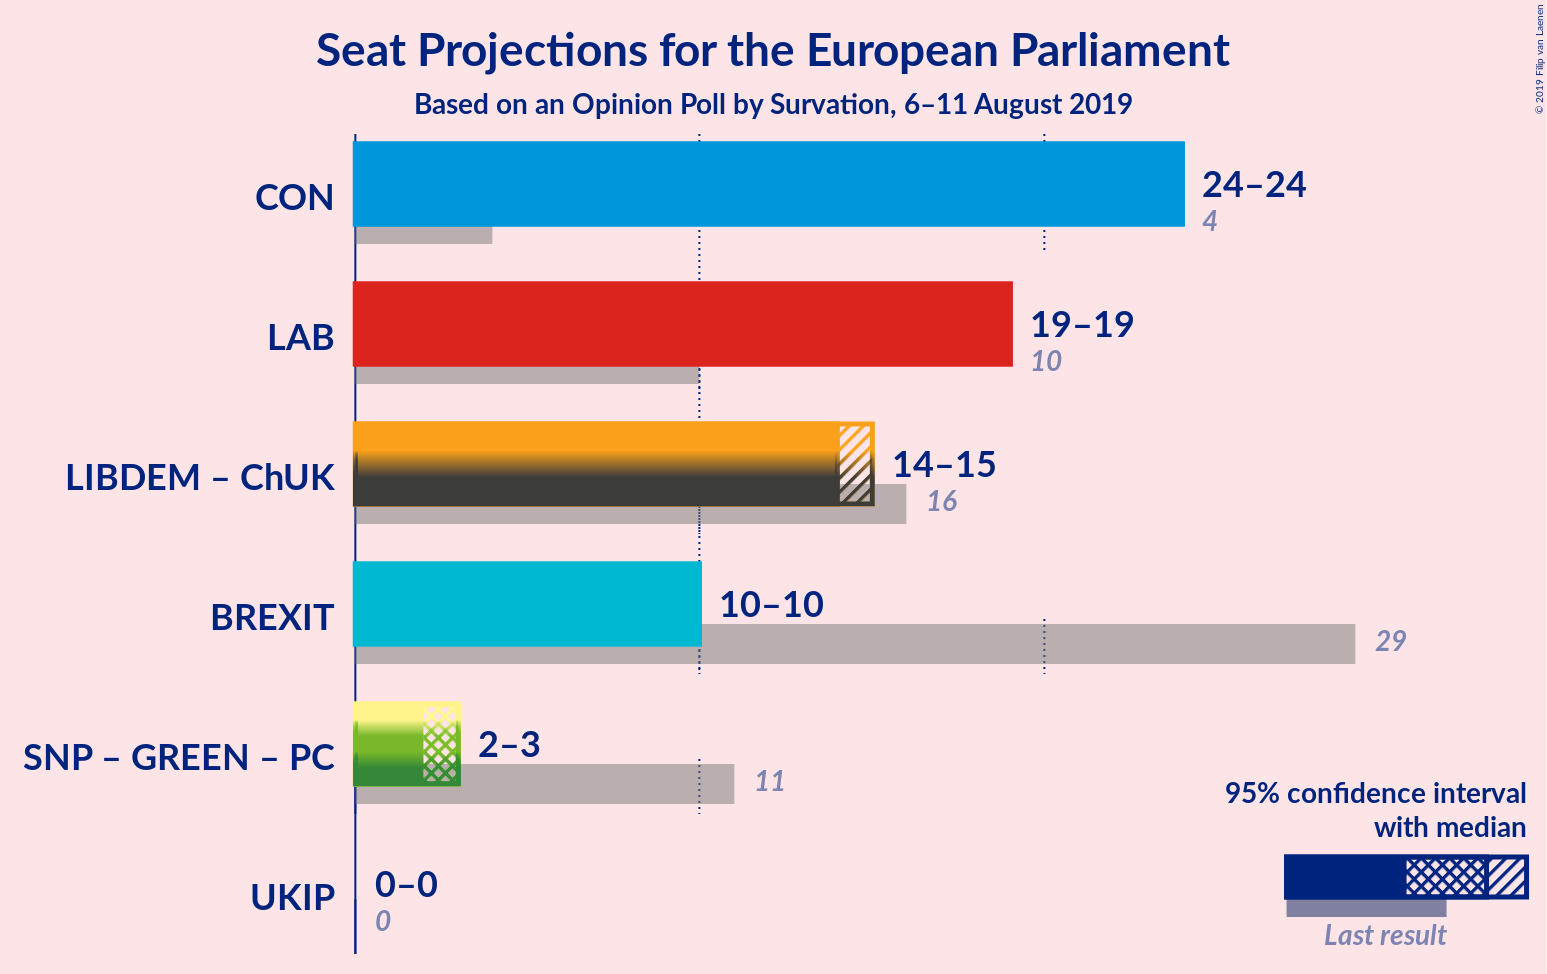 Seat Projections for the European Parliament
Based on an Opinion Poll by Survation, 6–11 August 2019
© 2019 Filip van Laenen
CON
24–24
4
LAB
19–19
10
LIBDEM – ChUK
14–15
16
BREXIT
10–10
29
SNP – GREEN – PC
2–3
11
UKIP
0–0
0
95% confidence interval
with median
Last result